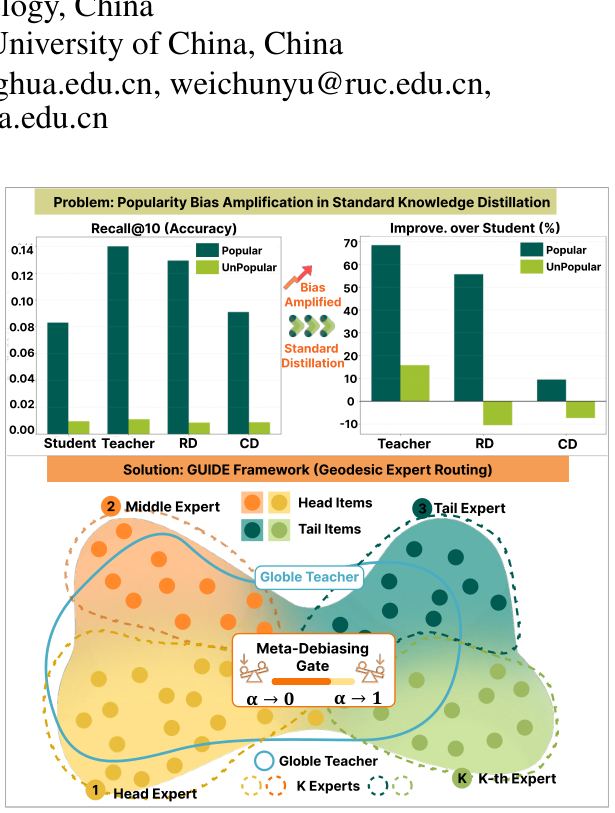 logy, China
University of China, China
ghua.edu.cn, weichunyu@ruc.edu.cn,
a.edu.cn
Problem: Popularity Bias Amplification in Standard Knowledge Distillation
Recall@10 (Accuracy)
0.14
0.12
0.10
0.08
0.06
0.04
0.02
0.00
Popular
UnPopular
Student Teacher RD CD
Bias
Amplified
Standard
Distillation
Improve. over Student (%)
70
60
50
40
30
20
10
0
-10
Popular
UnPopular
Teacher RD CD
Solution: GUIDE Framework (Geodesic Expert Routing)
2 Middle Expert
Head Items
Tail Items
3 Tail Expert
Globle Teacher
Meta-Debiasing
Gate
α → 0 α → 1
Globle Teacher
K Experts
1 Head Expert
K K-th Expert